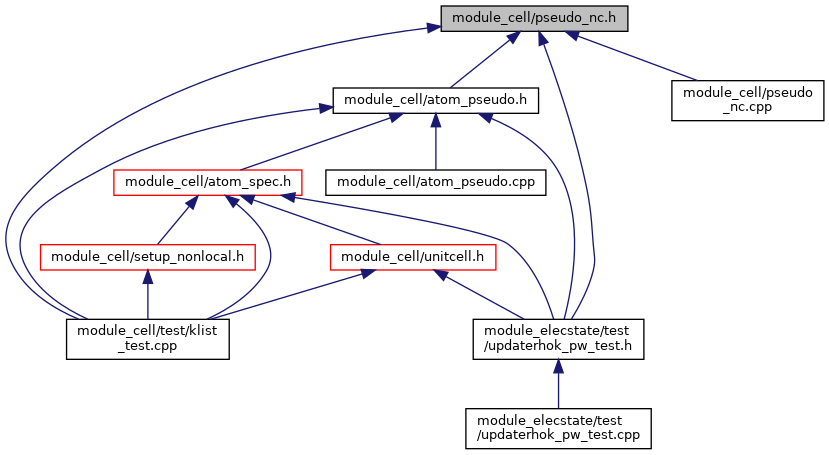 module_cell/pseudo_nc.h
module_cell/atom_pseudo.h
module_cell/pseudo
_nc.cpp
module_cell/atom_spec.h
module_cell/atom_pseudo.cpp
module_cell/setup_nonlocal.h
module_cell/unitcell.h
module_cell/test/klist
_test.cpp
module_elecstate/test
/updaterhok_pw_test.h
module_elecstate/test
/updaterhok_pw_test.cpp